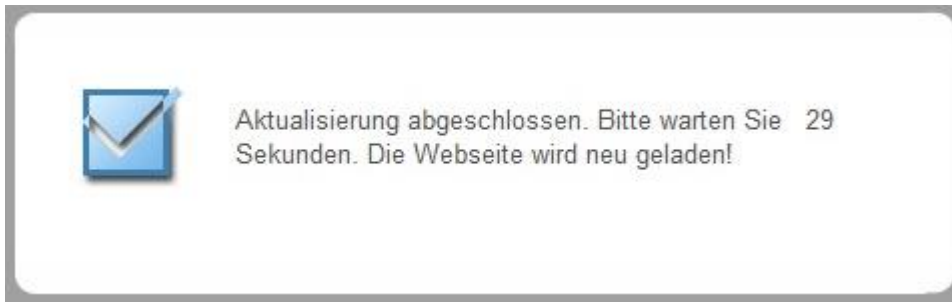 Aktualisierung abgeschlossen. Bitte warten Sie 29
Sekunden. Die Webseite wird neu geladen!